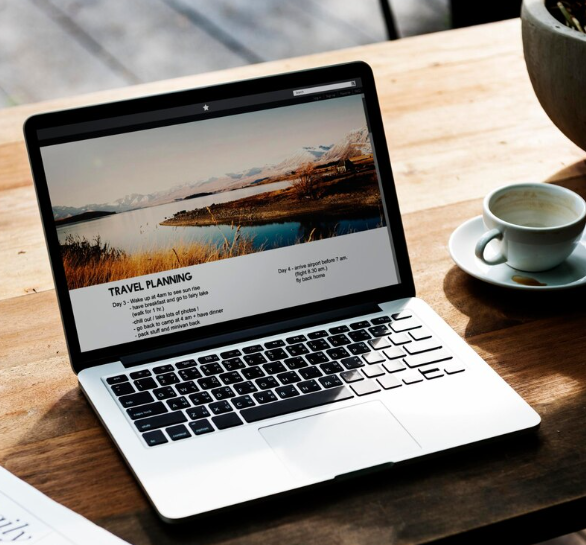 TRAVEL PLANNING
Day 3 - Wake up at 4am to see sun rise
- have breakfast and go to fairy lake
(walk for 1 hr )
-chill out / take lots of photos !
- go back to camp at 4 am + have dinner
- pack stuff and minivan back
Day 4 - arrive airport before 7 am.
(flight 8.30 am.)
fly back home